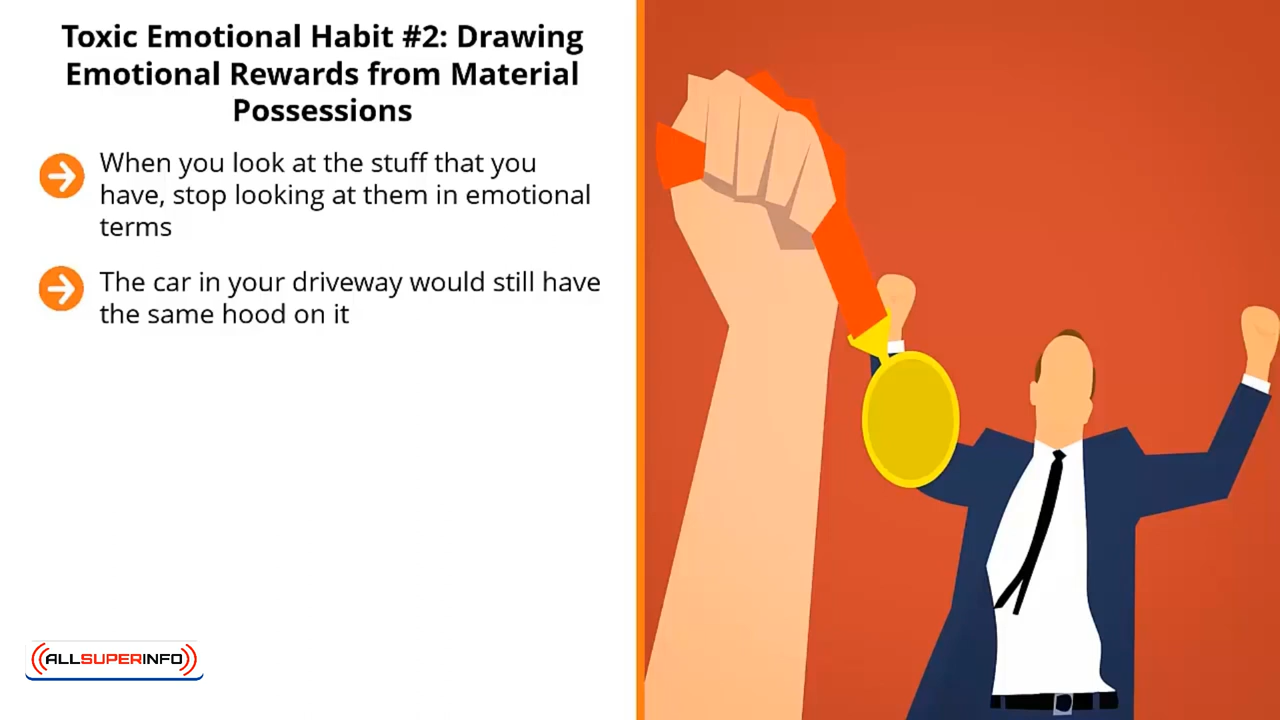 Toxic Emotional Habit #2: Drawing
Emotional Rewards from Material
Possessions
When you look at the stuff that you
have, stop looking at them in emotional
terms
The car in your driveway would still have
the same hood on it
ALLSUPERINFO